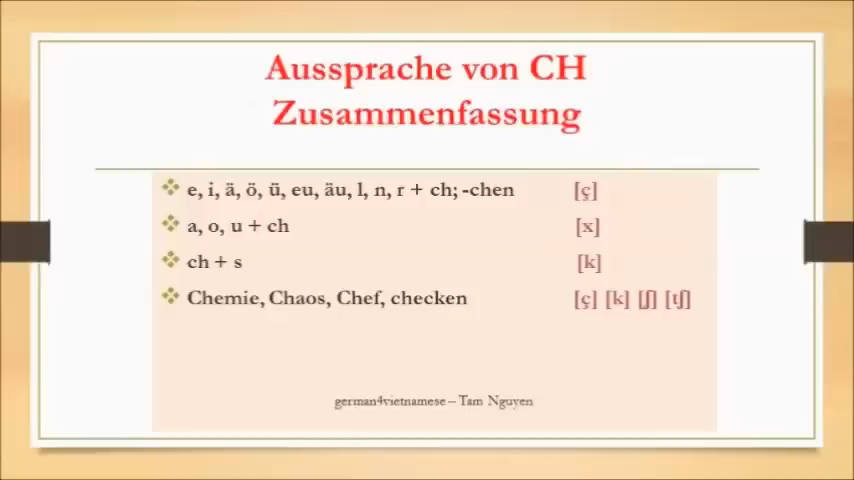 Aussprache von CH
Zusammenfassung
e, i, ä, ö, ü, eu, äu, l, n, r + ch; -chen [ç]
a, o, u + ch [x]
ch + s [k]
Chemie, Chaos, Chef, checken [ç] [k] [ʃ] [tʃ]
german4vietnamese – Tam Nguyen